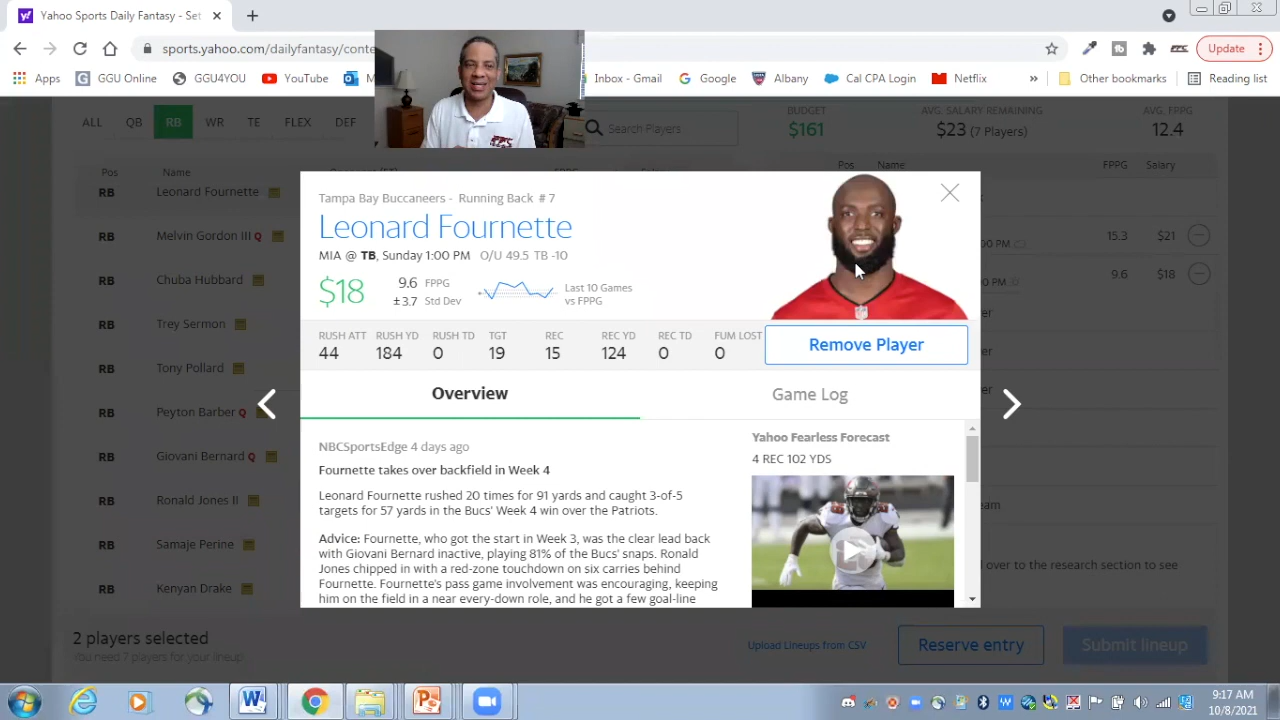 Yahoo Sports Daily Fantasy - Set
sports.yahoo.com/dailyfantasy/conte
Update
Apps
GGU Online
GGU4YOU
YouTube
M
Inbox - Gmail
Google
Albany
Cal CPA Login
Netflix
»
Other bookmarks
Reading list
ALL QB RB WR TE FLEX DEF
Search Players
BUDGET
$161
AVG. SALARY REMAINING
$23 (7 Players)
AVG. FPPG
12.4
Pos Name
Pos Name FPPG Salary
RB Leonard Fournette
RB Melvin Gordon III Q
15.3 $21
RB Chuba Hubbard
9.6 $18
RB Trey Sermon
RB Tony Pollard
RB Peyton Barber Q
RB Giovani Bernard Q
RB Ronald Jones II
RB Samaje Perine
over to the research section to see
RB Kenyan Drake
Tampa Bay Buccaneers - Running Back # 7
Leonard Fournette
MIA @ TB, Sunday 1:00 PM O/U 49.5 TB -10
$18
9.6 FPPG
±3.7 Std Dev
Last 10 Games
vs FPPG
RUSH ATT RUSH YD RUSH TD TGT REC REC YD REC TD FUM LOST
44 184 0 19 15 124 0 0
Remove Player
Overview
Game Log
NBCSportsEdge 4 days ago
Fournette takes over backfield in Week 4
Leonard Fournette rushed 20 times for 91 yards and caught 3-of-5
targets for 57 yards in the Bucs' Week 4 win over the Patriots.
Advice: Fournette, who got the start in Week 3, was the clear lead back
with Giovani Bernard inactive, playing 81% of the Bucs' snaps. Ronald
Jones chipped in with a red-zone touchdown on six carries behind
Fournette. Fournette's pass game involvement was encouraging, keeping
him on the field in a near every-down role, and he got a few goal-line
Yahoo Fearless Forecast
4 REC 102 YDS
2 players selected
You need 7 players for your lineup
Upload Lineups from CSV
Reserve entry
Submit lineup
9:17 AM
10/8/2021